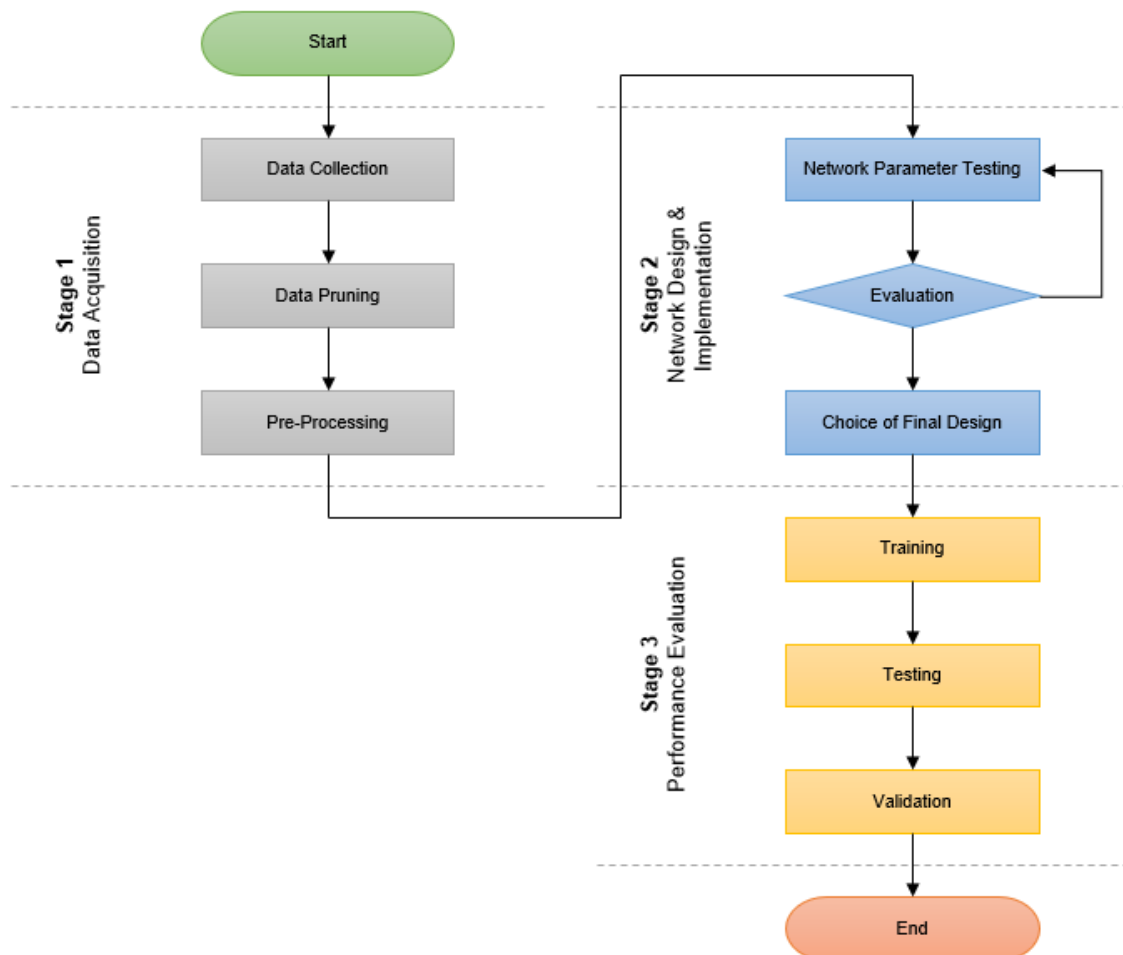 Start
Stage 1
Data Acquisition
Data Collection
Data Pruning
Pre-Processing
Stage 2
Network Design &
Implementation
Network Parameter Testing
Evaluation
Choice of Final Design
Stage 3
Performance Evaluation
Training
Testing
Validation
End